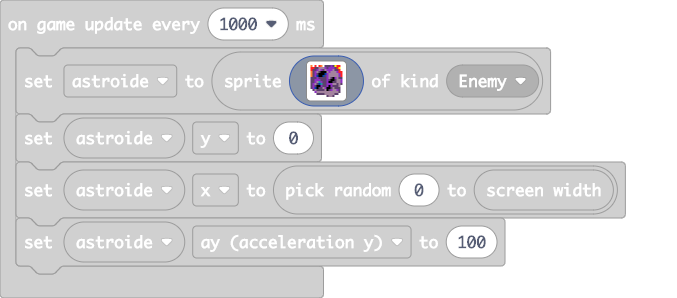 on game update every 1000 ms
set astroide to sprite of kind Enemy
set astroide y to 0
set astroide x to pick random 0 to screen width
set astroide ay (acceleration y) to 100